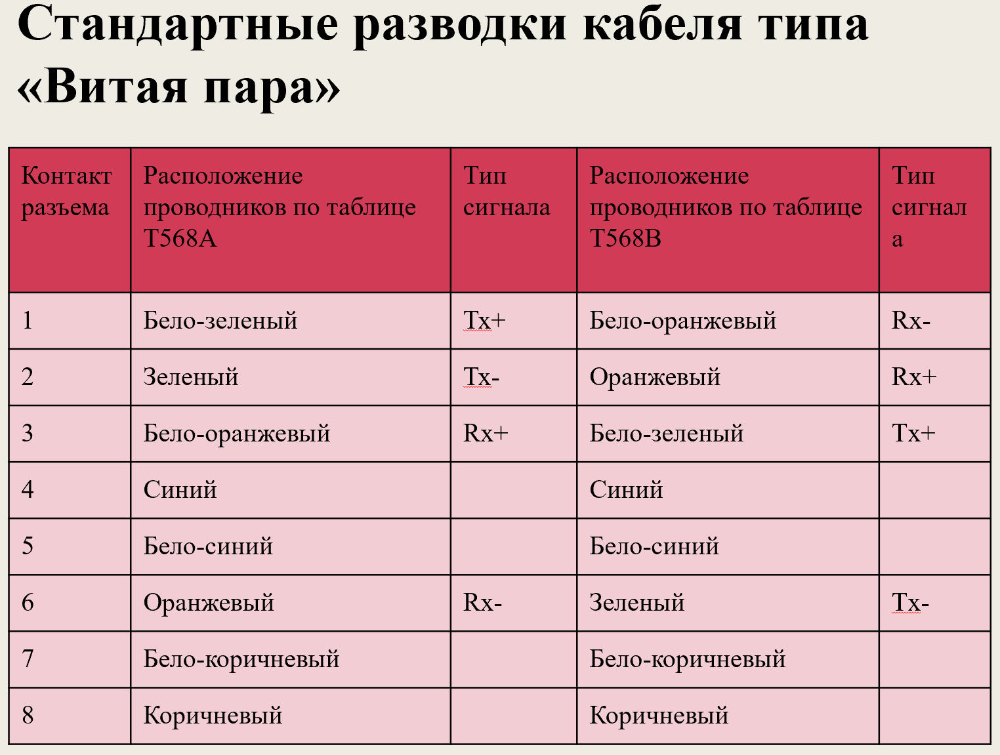 Стандартные разводки кабеля типа
«Витая пара»
Контакт разъема
Расположение проводников по таблице T568A
Тип сигнала
Расположение проводников по таблице T568B
Тип сигнала
1 Бело-зеленый Tx+ Бело-оранжевый Rx-
2 Зеленый Tx- Оранжевый Rx+
3 Бело-оранжевый Rx+ Бело-зеленый Tx+
4 Синий Синий
5 Бело-синий Бело-синий
6 Оранжевый Rx- Зеленый Tx-
7 Бело-коричневый Бело-коричневый
8 Коричневый Коричневый